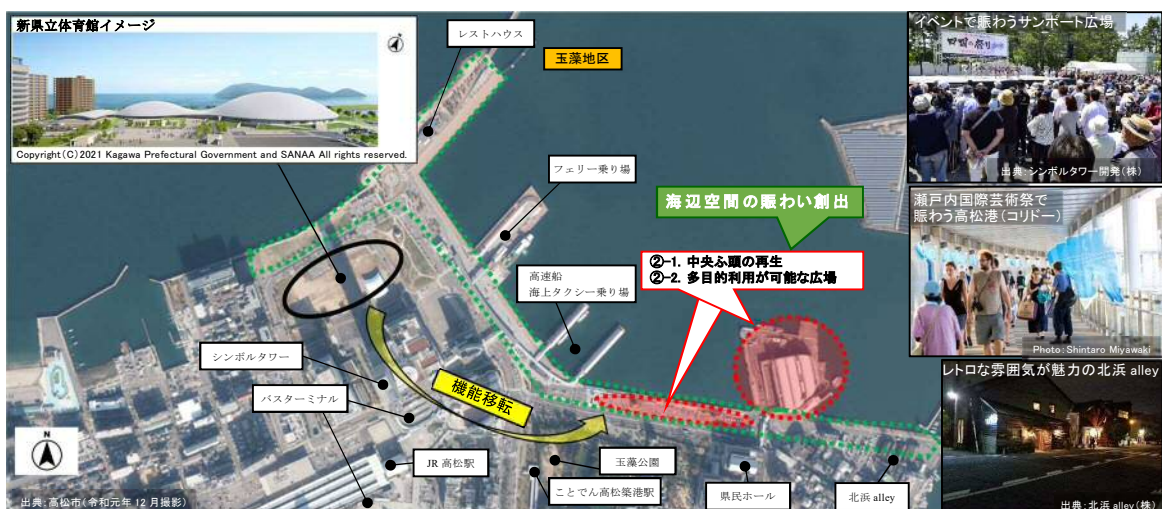 新県立体育館イメージ
Copyright(C)2021 Kagawa Prefectural Government and SANAA All rights reserved.
レストハウス
玉藻地区
フェリー乗り場
海辺空間の賑わい創出
②-1. 中央ふ頭の再生
②-2. 多目的利用が可能な広場
高速船
海上タクシー乗り場
シンボルタワー
バスターミナル
機能移転
JR 高松駅
玉藻公園
ことでん高松築港駅
県民ホール
北浜 alley
N
出典：高松市(令和元年 12 月撮影)
イベントで賑わうサンポート広場
四国の祭り
出典：シンボルタワー開発(株)
瀬戸内国際芸術祭で
賑わう高松港(コリドー)
Photo：Shintaro Miyawaki
レトロな雰囲気が魅力の北浜 alley
出典：北浜 alley(株)